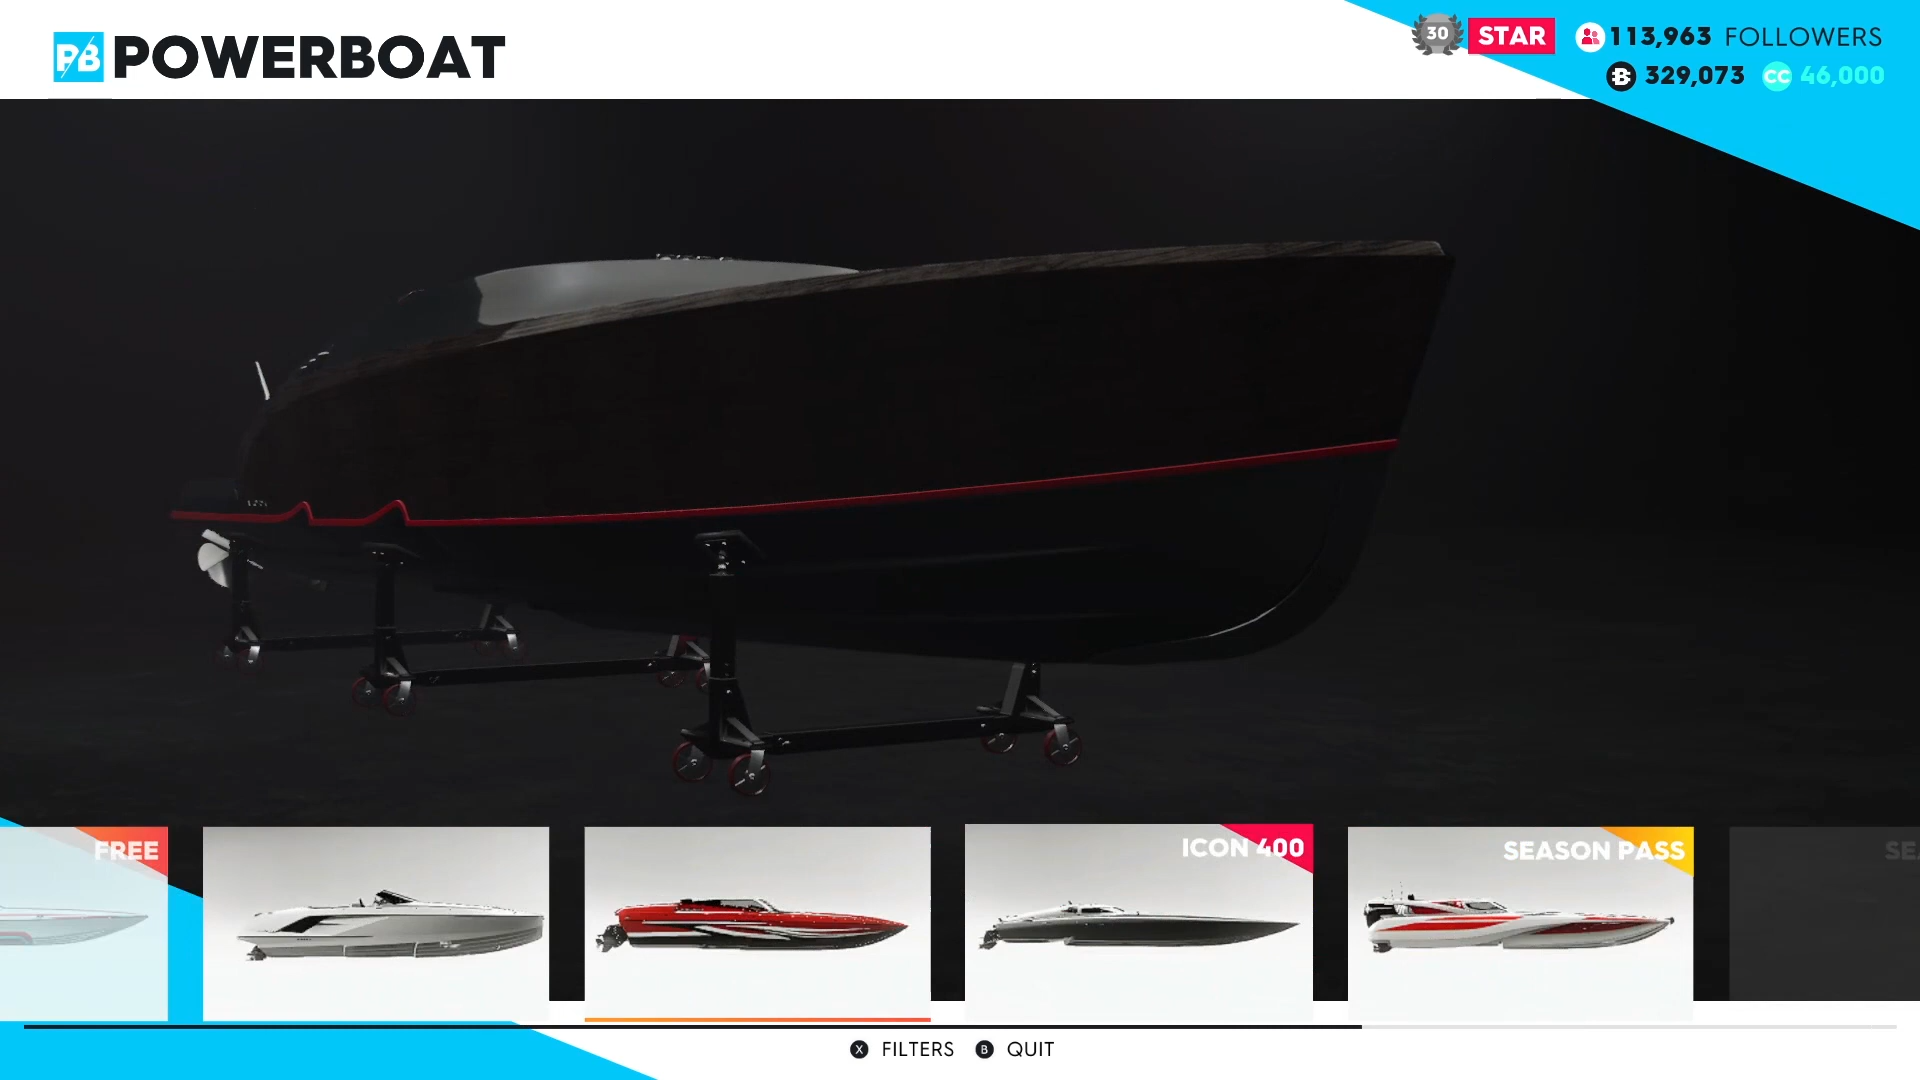 PB POWERBOAT
30 STAR 113,963 FOLLOWERS
329,073 CC 46,000
FREE
ICON 400
SEASON PASS
X FILTERS B QUIT